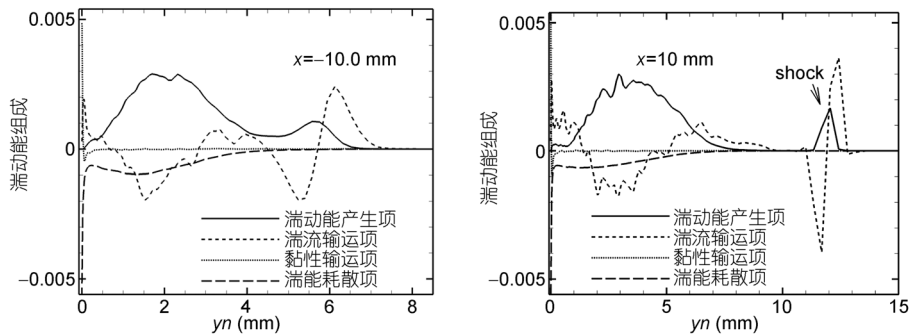 0.005
0
−0.005
湍动能组成
x=−10.0 mm
湍动能产生项
湍流输运项
黏性输运项
湍能耗散项
0 2 4 6 8
yn (mm)
0.005
0
−0.005
湍动能组成
x=10 mm
shock
湍动能产生项
湍流输运项
黏性输运项
湍能耗散项
0 5 10 12 15
yn (mm)